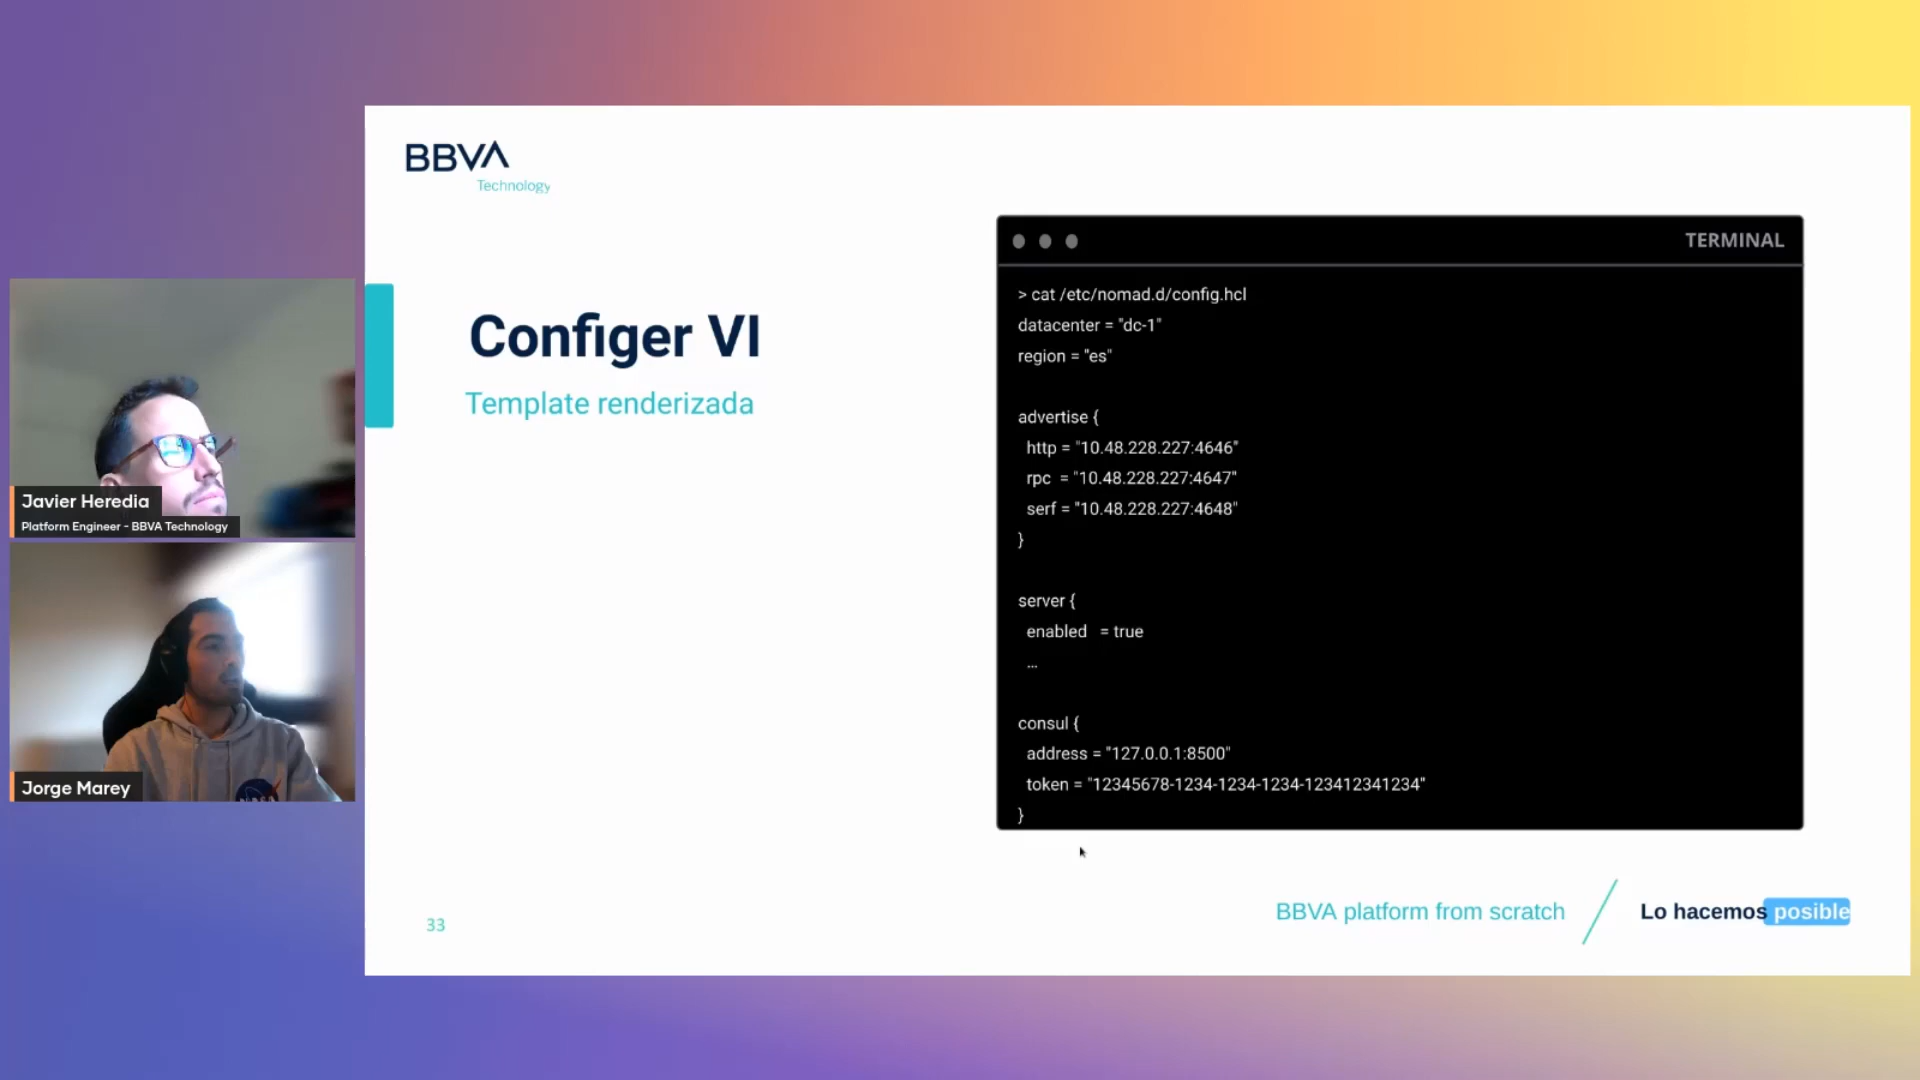 BBVA
Technology
Configer VI
Template renderizada
TERMINAL
> cat /etc/nomad.d/config.hcl
datacenter = "dc-1"
region = "es"
advertise {
http = "10.48.228.227:4646"
rpc = "10.48.228.227:4647"
serf = "10.48.228.227:4648"
}
server {
enabled = true
...
consul {
address = "127.0.0.1:8500"
token = "12345678-1234-1234-1234-123412341234"
}
Javier Heredia
Platform Engineer - BBVA Technology
Jorge Marey
33
BBVA platform from scratch
Lo hacemos posible